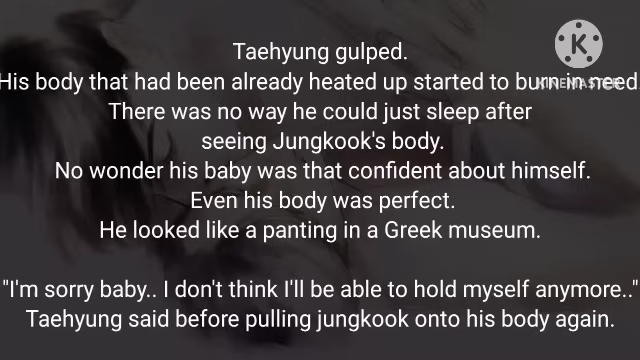 Taehyung gulped.
His body that had been already heated up started to burn in need.
There was no way he could just sleep after
seeing Jungkook's body.
No wonder his baby was that confident about himself.
Even his body was perfect.
He looked like a panting in a Greek museum.
"I'm sorry baby.. I don't think I'll be able to hold myself anymore.."
Taehyung said before pulling jungkook onto his body again.
K
KINEMASTER